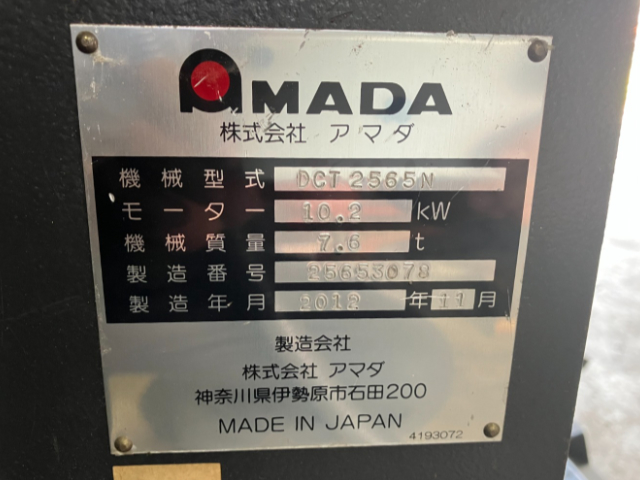 AMADA
株式会社 アマダ
機械型式 DCT2565N
モーター 10.2 kW
機械質量 7.6 t
製造番号 25653078
製造年月 2012 年 11 月
製造会社
株式会社 アマダ
神奈川県伊勢原市石田200
MADE IN JAPAN
4193072